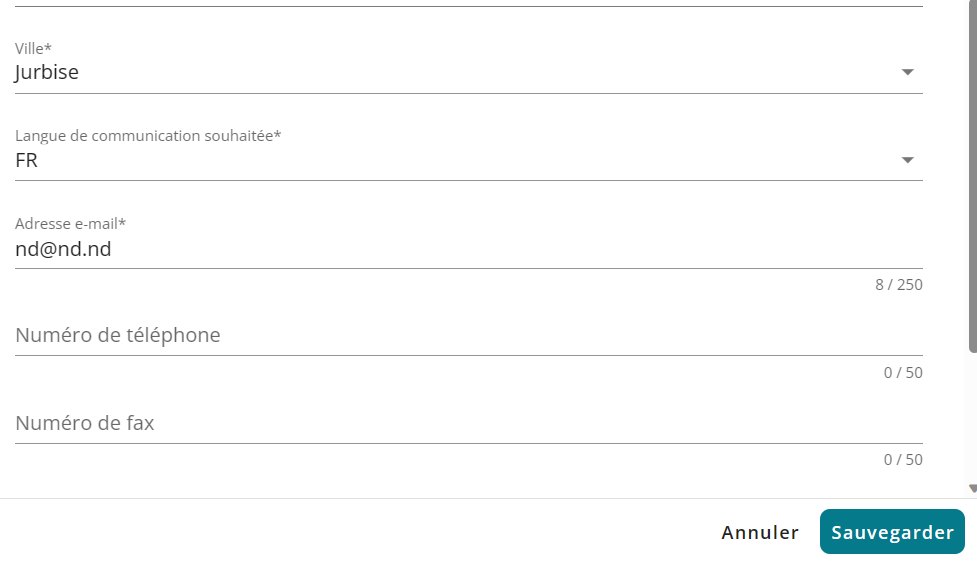 Ville*
Jurbise
Langue de communication souhaitée*
FR
Adresse e-mail*
nd@nd.nd
8 / 250
Numéro de téléphone
0 / 50
Numéro de fax
0 / 50
Annuler Sauvegarder